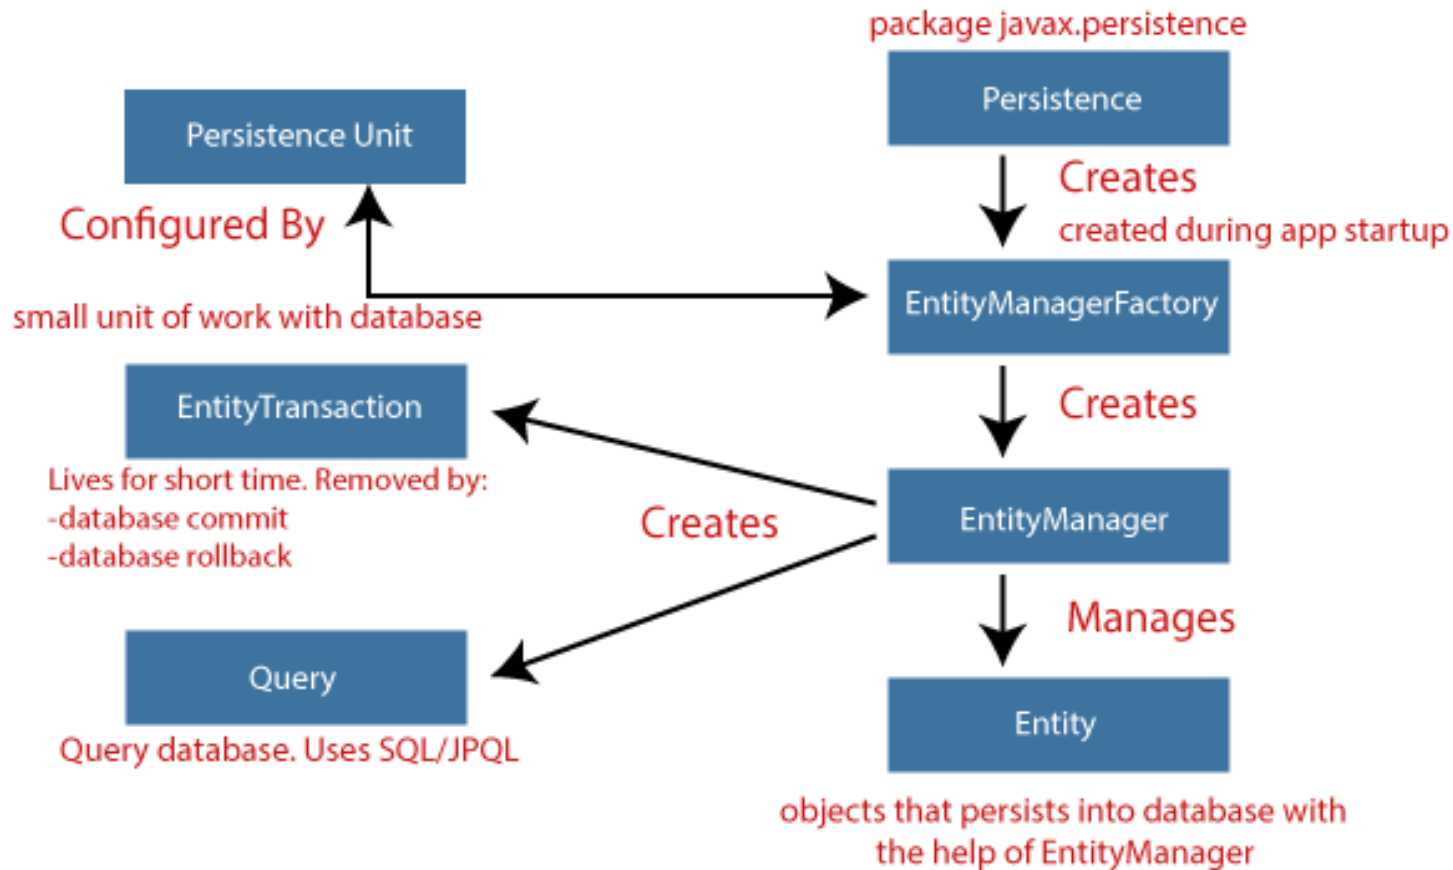 package javax.persistence
Persistence
Persistence Unit
Creates
Configured By
created during app startup
EntityManagerFactory
small unit of work with database
EntityTransaction
Creates
Lives for short time. Removed by:
-database commit
-database rollback
Creates
EntityManager
Manages
Query
Entity
Query database. Uses SQL/JPQL
objects that persists into database with
the help of EntityManager